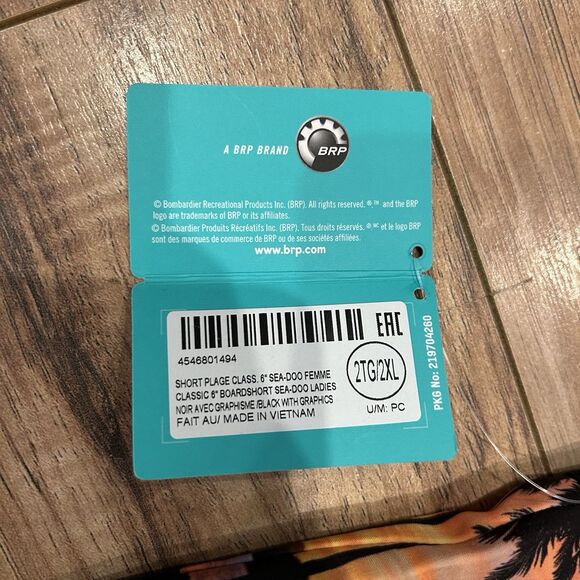 A BRP BRAND
BRP
© Bombardier Recreational Products Inc. (BRP). All rights reserved. ®,™ and the BRP
logo are trademarks of BRP or its affiliates.
© Bombardier Produits Récréatifs Inc. (BRP). Tous droits réservés. ® MC et le logo BRP
sont des marques de commerce de BRP ou de ses sociétés affiliées.
www.brp.com
EAC
4546801494
SHORT PLAGE CLASS. 6" SEA-DOO FEMME
CLASSIC 6" BOARDSHORT SEA-DOO LADIES
NOIR AVEC GRAPHISME /BLACK WITH GRAPHICS
FAIT AU/ MADE IN VIETNAM
2TG/2XL
U/M: PC
PKG No: 219704260